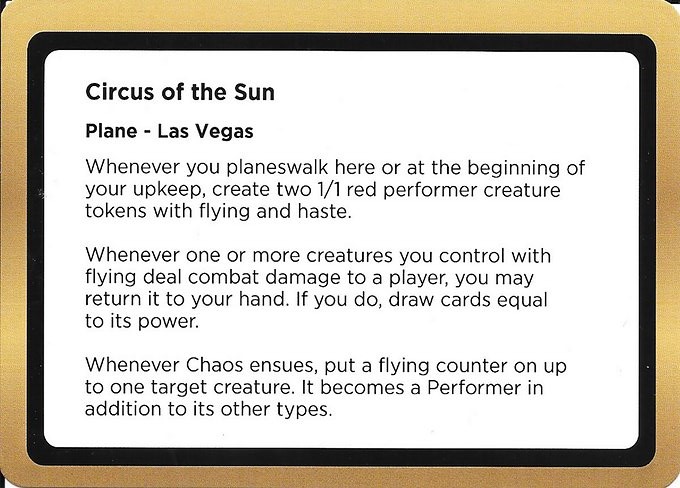 Circus of the Sun
Plane - Las Vegas
Whenever you planeswalk here or at the beginning of
your upkeep, create two 1/1 red performer creature
tokens with flying and haste.
Whenever one or more creatures you control with
flying deal combat damage to a player, you may
return it to your hand. If you do, draw cards equal
to its power.
Whenever Chaos ensues, put a flying counter on up
to one target creature. It becomes a Performer in
addition to its other types.